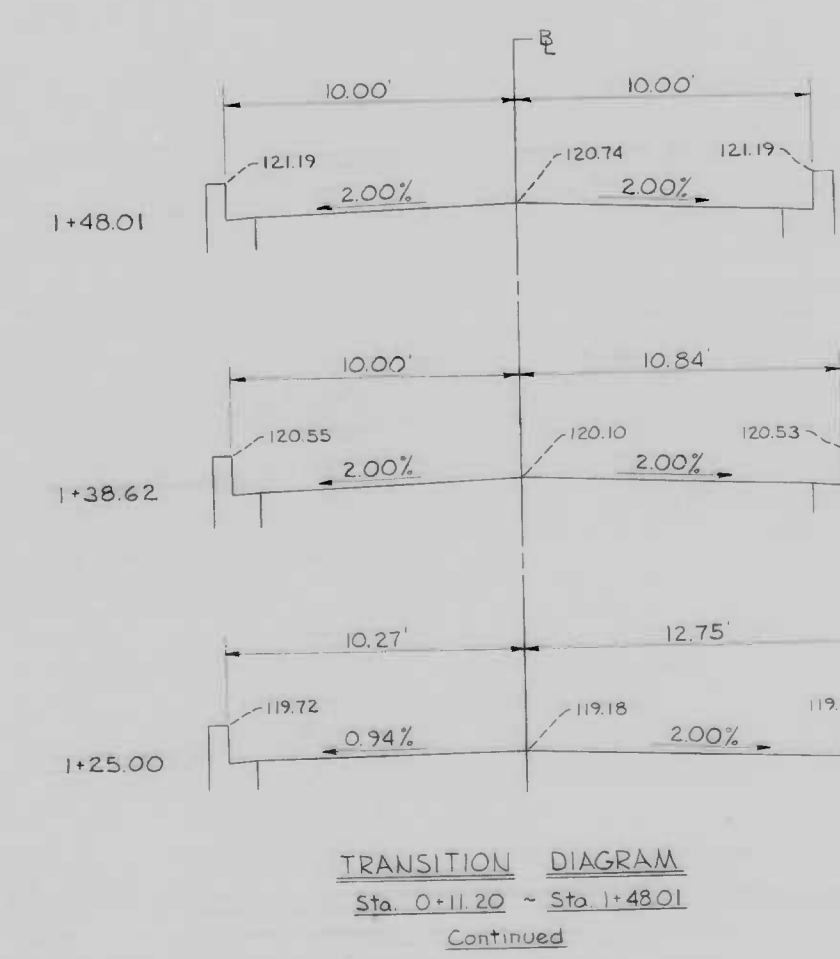 BL
10.00' 10.00'
121.19 120.74 121.19
2.00% 2.00%
1+48.01
10.00' 10.84'
120.55 120.10 120.53
2.00% 2.00%
1+38.62
10.27' 12.75'
119.72 119.18 119.
0.94% 2.00%
1+25.00
TRANSITION DIAGRAM
Sta. 0+11.20 ~ Sta. 1+48.01
Continued